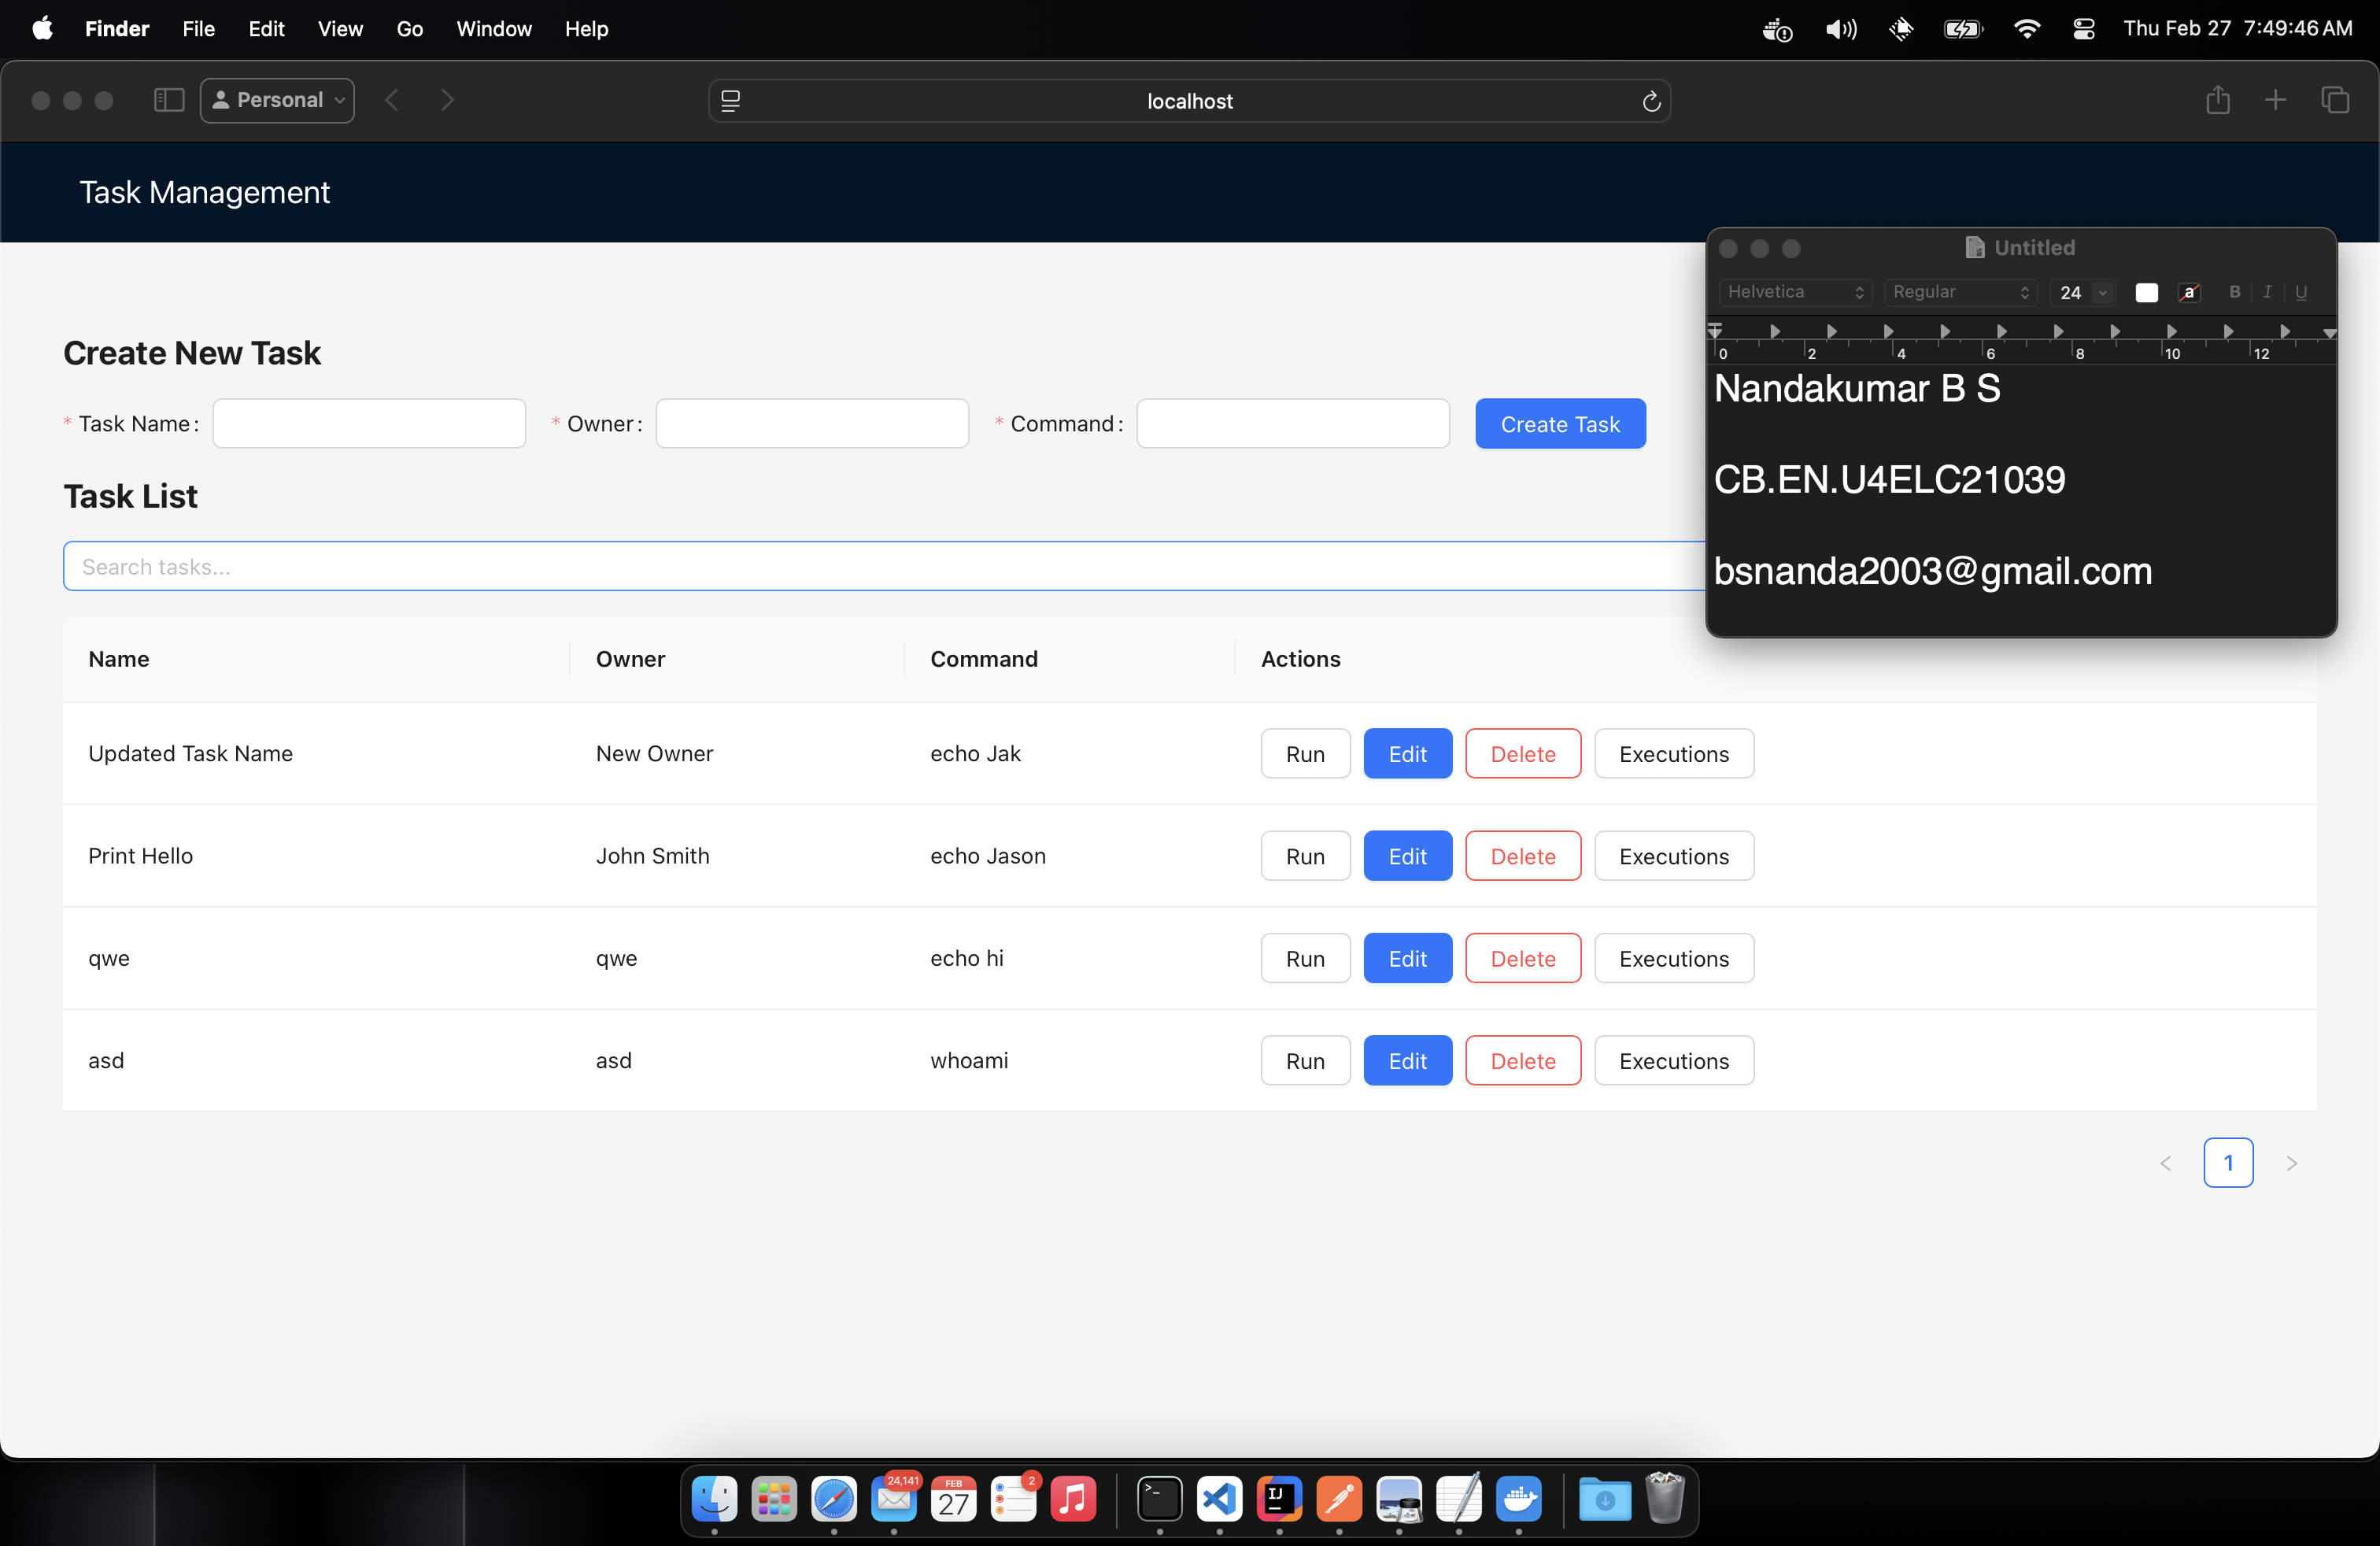 Finder File Edit View Go Window Help Thu Feb 27 7:49:46 AM
Personal localhost
Task Management
Create New Task
* Task Name: * Owner: * Command: Create Task
Task List
Search tasks...
Name Owner Command Actions
Updated Task Name New Owner echo Jak Run Edit Delete Executions
Print Hello John Smith echo Jason Run Edit Delete Executions
qwe qwe echo hi Run Edit Delete Executions
asd asd whoami Run Edit Delete Executions
< 1 >
Untitled
Helvetica Regular 24 a B I U
0 2 4 6 8 10 12
Nandakumar B S
CB.EN.U4ELC21039
bsnanda2003@gmail.com
24,141 FEB 27 2 >_ IJ